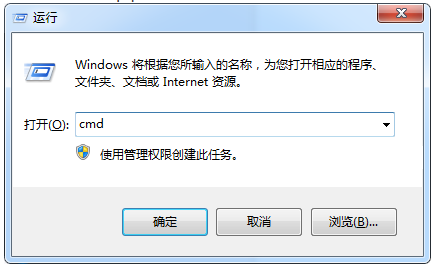 运行
Windows 将根据您所输入的名称，为您打开相应的程序、
文件夹、文档或 Internet 资源。
打开(O): cmd
使用管理权限创建此任务。
确定 取消 浏览(B)...